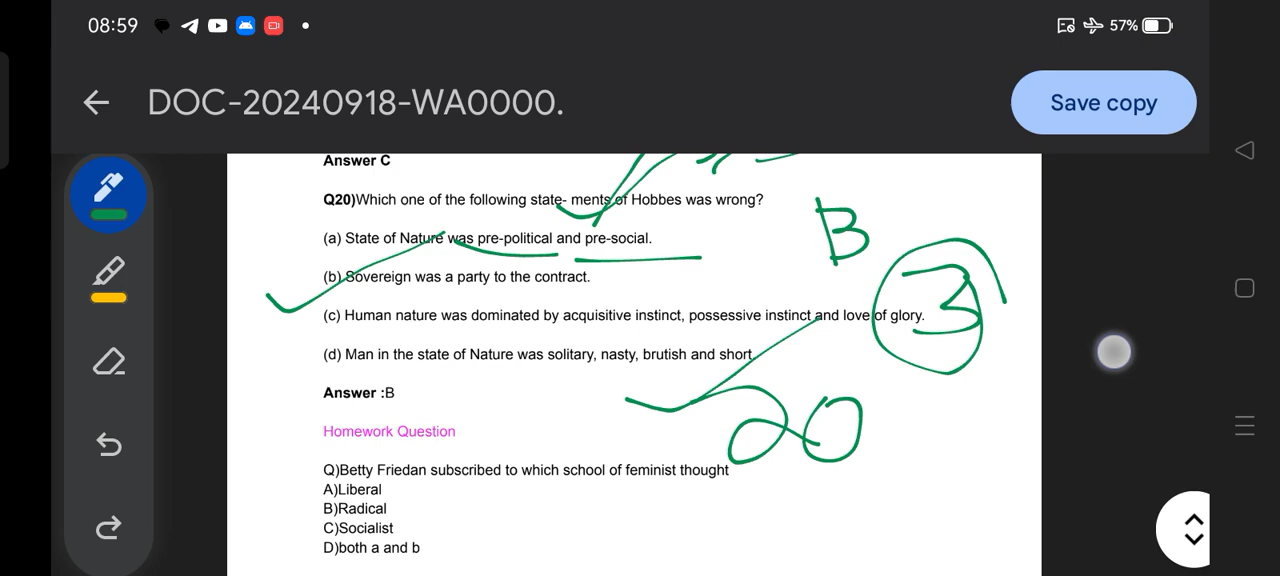 08:59
57%
DOC-20240918-WA0000.
Save copy
Answer C
Q20)Which one of the following state- ments of Hobbes was wrong?
(a) State of Nature was pre-political and pre-social.
B
(b) Sovereign was a party to the contract.
3
(c) Human nature was dominated by acquisitive instinct, possessive instinct and love of glory.
(d) Man in the state of Nature was solitary, nasty, brutish and short.
Answer :B
20
Homework Question
Q)Betty Friedan subscribed to which school of feminist thought
A)Liberal
B)Radical
C)Socialist
D)both a and b